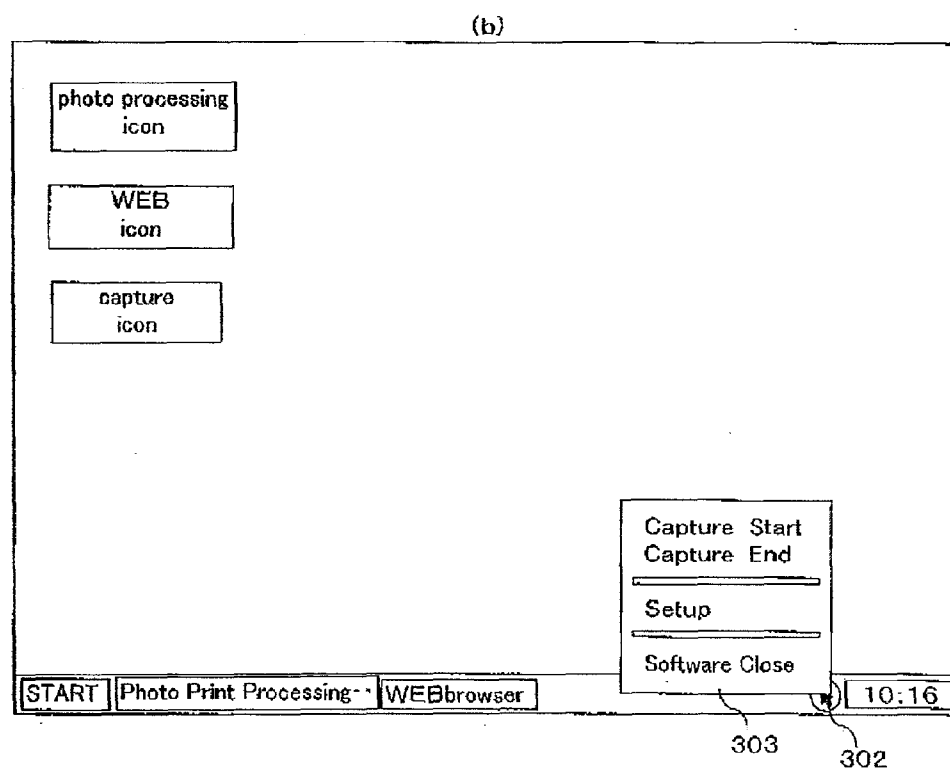 (b)
photo processing
icon
WEB
icon
capture
icon
Capture Start
Capture End
Setup
Software Close
START
Photo Print Processing··
WEBbrowser
10:16
303
302